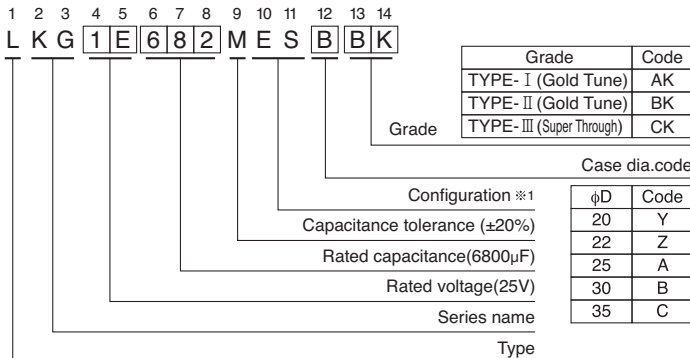 1 2 3 4 5 6 7 8 9 10 11 12 13 14
L K G 1 E 6 8 2 M E S B B K
Grade Code
TYPE-Ⅰ (Gold Tune) AK
TYPE-Ⅱ (Gold Tune) BK
TYPE-Ⅲ (Super Through) CK
Grade
Case dia.code
Configuration ※1
Capacitance tolerance (±20%)
Rated capacitance(6800µF)
Rated voltage(25V)
Series name
Type
ϕD Code
20 Y
22 Z
25 A
30 B
35 C